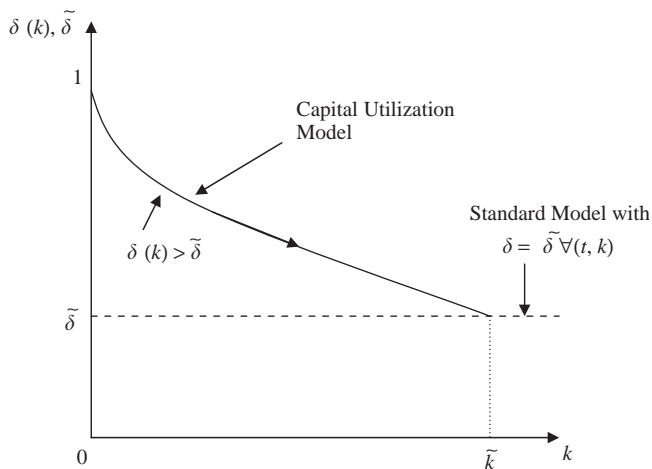 δ (k), δ̃
1
Capital Utilization
Model
Standard Model with
δ = δ̃ ∀(t, k)
δ (k) > δ̃
δ̃
0
k̃
k